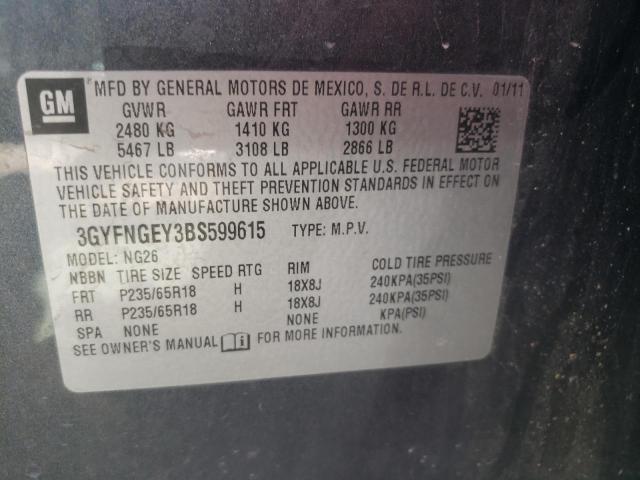 GM
MFD BY GENERAL MOTORS DE MEXICO, S. DE R.L. DE C.V. 01/11
GVWR GAWR FRT GAWR RR
2480 KG 1410 KG 1300 KG
5467 LB 3108 LB 2866 LB
THIS VEHICLE CONFORMS TO ALL APPLICABLE U.S. FEDERAL MOTOR
VEHICLE SAFETY AND THEFT PREVENTION STANDARDS IN EFFECT ON
THE DATE OF MANUFACTURE SHOWN ABOVE.
3GYFNGEY3BS599615 TYPE: M.P.V.
MODEL: NG26
NBBN TIRE SIZE SPEED RTG RIM COLD TIRE PRESSURE
FRT P235/65R18 H 18X8J 240KPA(35PSI)
RR P235/65R18 H 18X8J 240KPA(35PSI)
SPA NONE NONE KPA(PSI)
SEE OWNER'S MANUAL i FOR MORE INFORMATION.